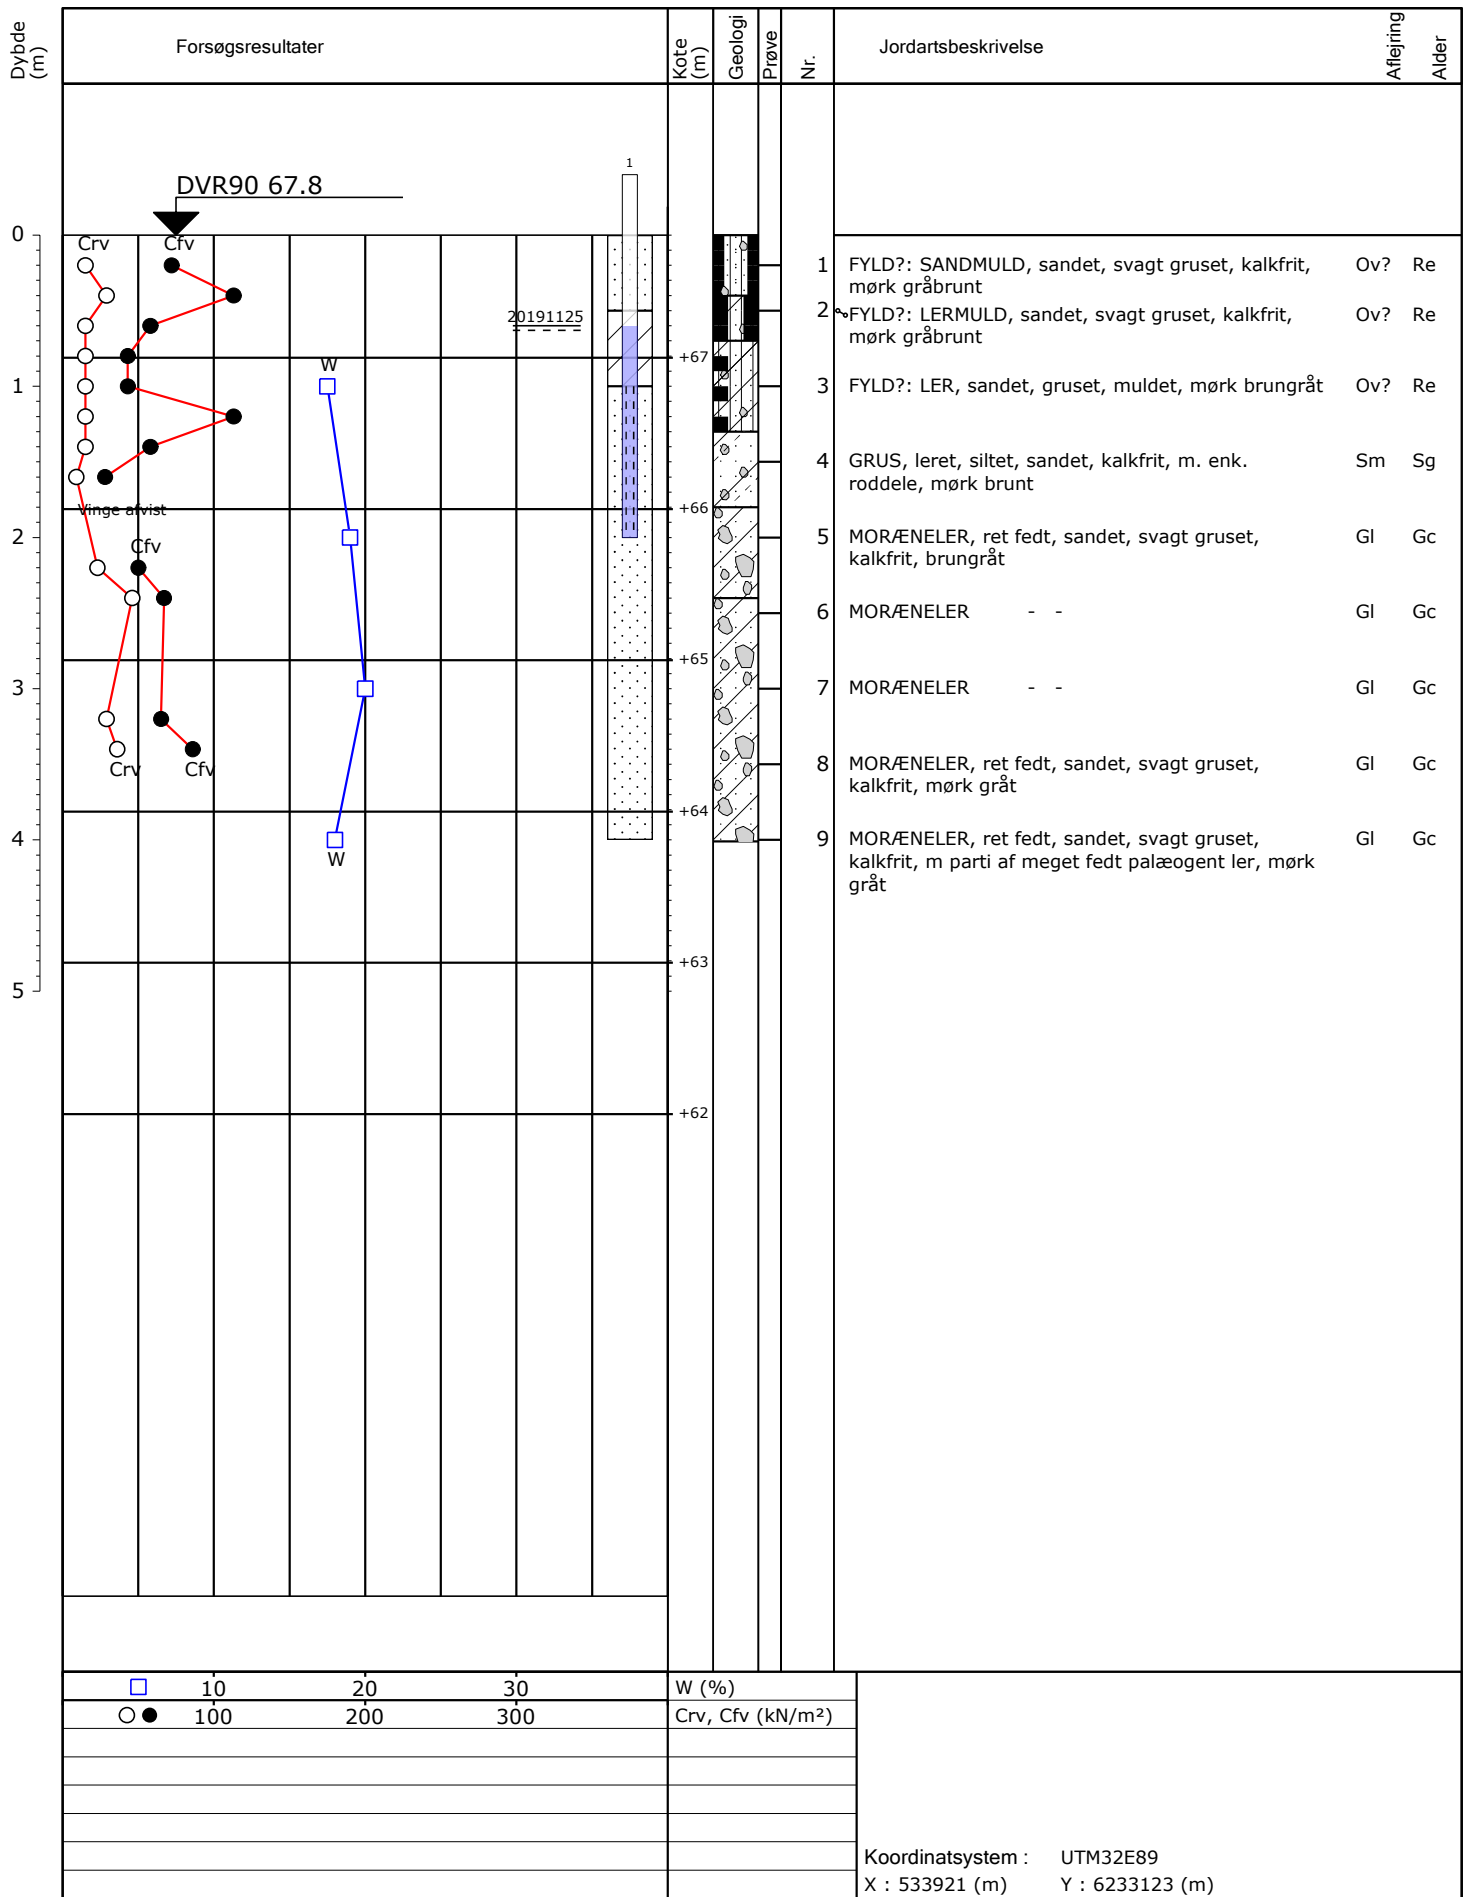 Dybde (m)
Forsøgsresultater
Kote (m)
Geologi
Prøve
Nr.
Jordartsbeskrivelse
Aflejring
Alder
1
DVR90 67.8
0
Crv
Cfv
1 FYLD?: SANDMULD, sandet, svagt gruset, kalkfrit, Ov? Re
mørk gråbrunt
20191125
2 FYLD?: LERMULD, sandet, svagt gruset, kalkfrit, Ov? Re
mørk gråbrunt
+67
W
1
3 FYLD?: LER, sandet, gruset, muldet, mørk brungråt Ov? Re
4 GRUS, leret, siltet, sandet, kalkfrit, m. enk. Sm Sg
roddele, mørk brunt
Vinge afvist
+66
2
Cfv
5 MORÆNELER, ret fedt, sandet, svagt gruset, Gl Gc
kalkfrit, brungråt
6 MORÆNELER - - Gl Gc
+65
3
7 MORÆNELER - - Gl Gc
Crv
Cfv
8 MORÆNELER, ret fedt, sandet, svagt gruset, Gl Gc
kalkfrit, mørk gråt
+64
4
W
9 MORÆNELER, ret fedt, sandet, svagt gruset, Gl Gc
kalkfrit, m parti af meget fedt palæogent ler, mørk
gråt
+63
5
+62
10 20 30 W (%)
100 200 300 Crv, Cfv (kN/m²)
Koordinatsystem : UTM32E89
X : 533921 (m) Y : 6233123 (m)